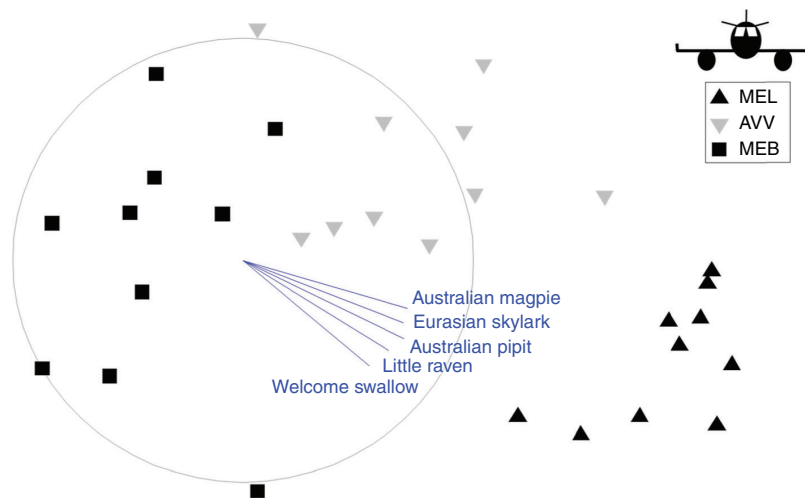 MEL
AVV
MEB
Australian magpie
Eurasian skylark
Australian pipit
Little raven
Welcome swallow